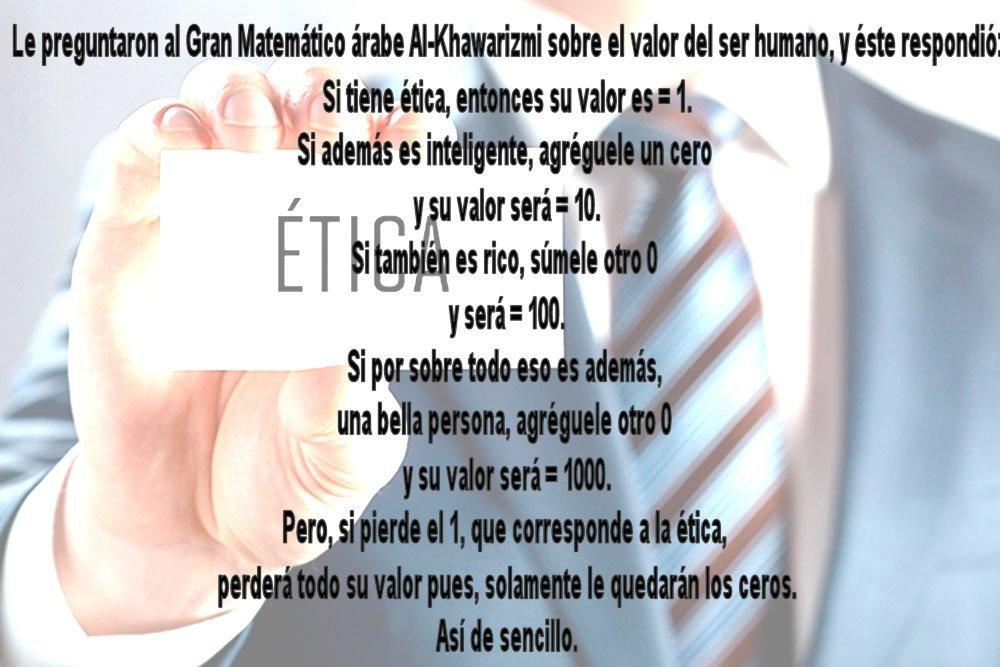 Le preguntaron al Gran Matemático árabe Al-Khawarizmi sobre el valor del ser humano, y éste respondió:
Si tiene ética, entonces su valor es = 1.
Si además es inteligente, agréguele un cero
y su valor será = 10.
ÉTICA
Si también es rico, súmele otro 0
y será = 100.
Si por sobre todo eso es además,
una bella persona, agréguele otro 0
y su valor será = 1000.
Pero, si pierde el 1, que corresponde a la ética,
perderá todo su valor pues, solamente le quedarán los ceros.
Así de sencillo.